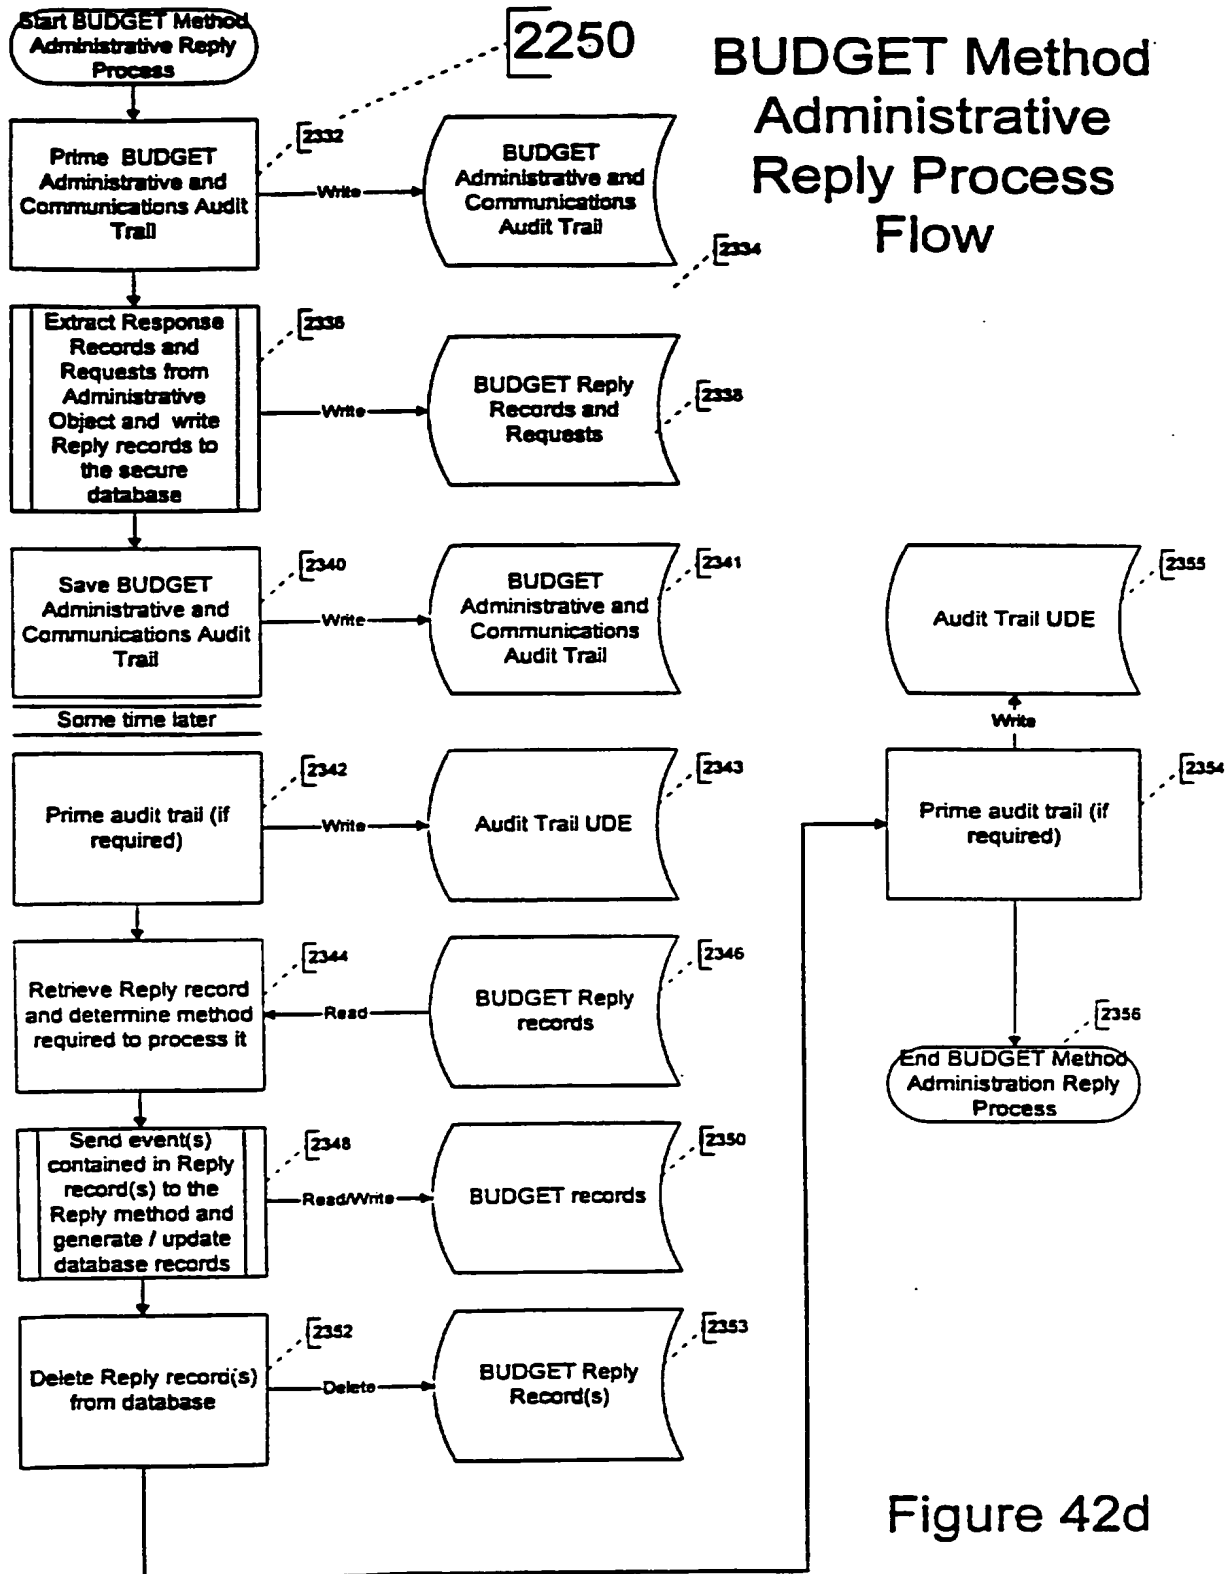 Start BUDGET Method
Administrative Reply
Process
2250
BUDGET Method
Administrative
Reply Process
Flow
Prime BUDGET
Administrative and
Communications Audit
Trail
2332
Write
BUDGET
Administrative and
Communications
Audit Trail
2334
Extract Response
Records and
Requests from
Administrative
Object and write
Reply records to
the secure
database
2336
Write
BUDGET Reply
Records and
Requests
2338
Save BUDGET
Administrative and
Communications Audit
Trail
2340
Write
BUDGET
Administrative and
Communications
Audit Trail
2341
Some time later
Prime audit trail (if
required)
2342
Write
Audit Trail UDE
2343
Retrieve Reply record
and determine method
required to process it
2344
Read
BUDGET Reply
records
2346
Send event(s)
contained in Reply
record(s) to the
Reply method and
generate / update
database records
2348
Read/Write
BUDGET records
2350
Delete Reply record(s)
from database
2352
Delete
BUDGET Reply
Record(s)
2353
Audit Trail UDE
2355
Write
Prime audit trail (if
required)
2354
2356
End BUDGET Method
Administration Reply
Process
Figure 42d